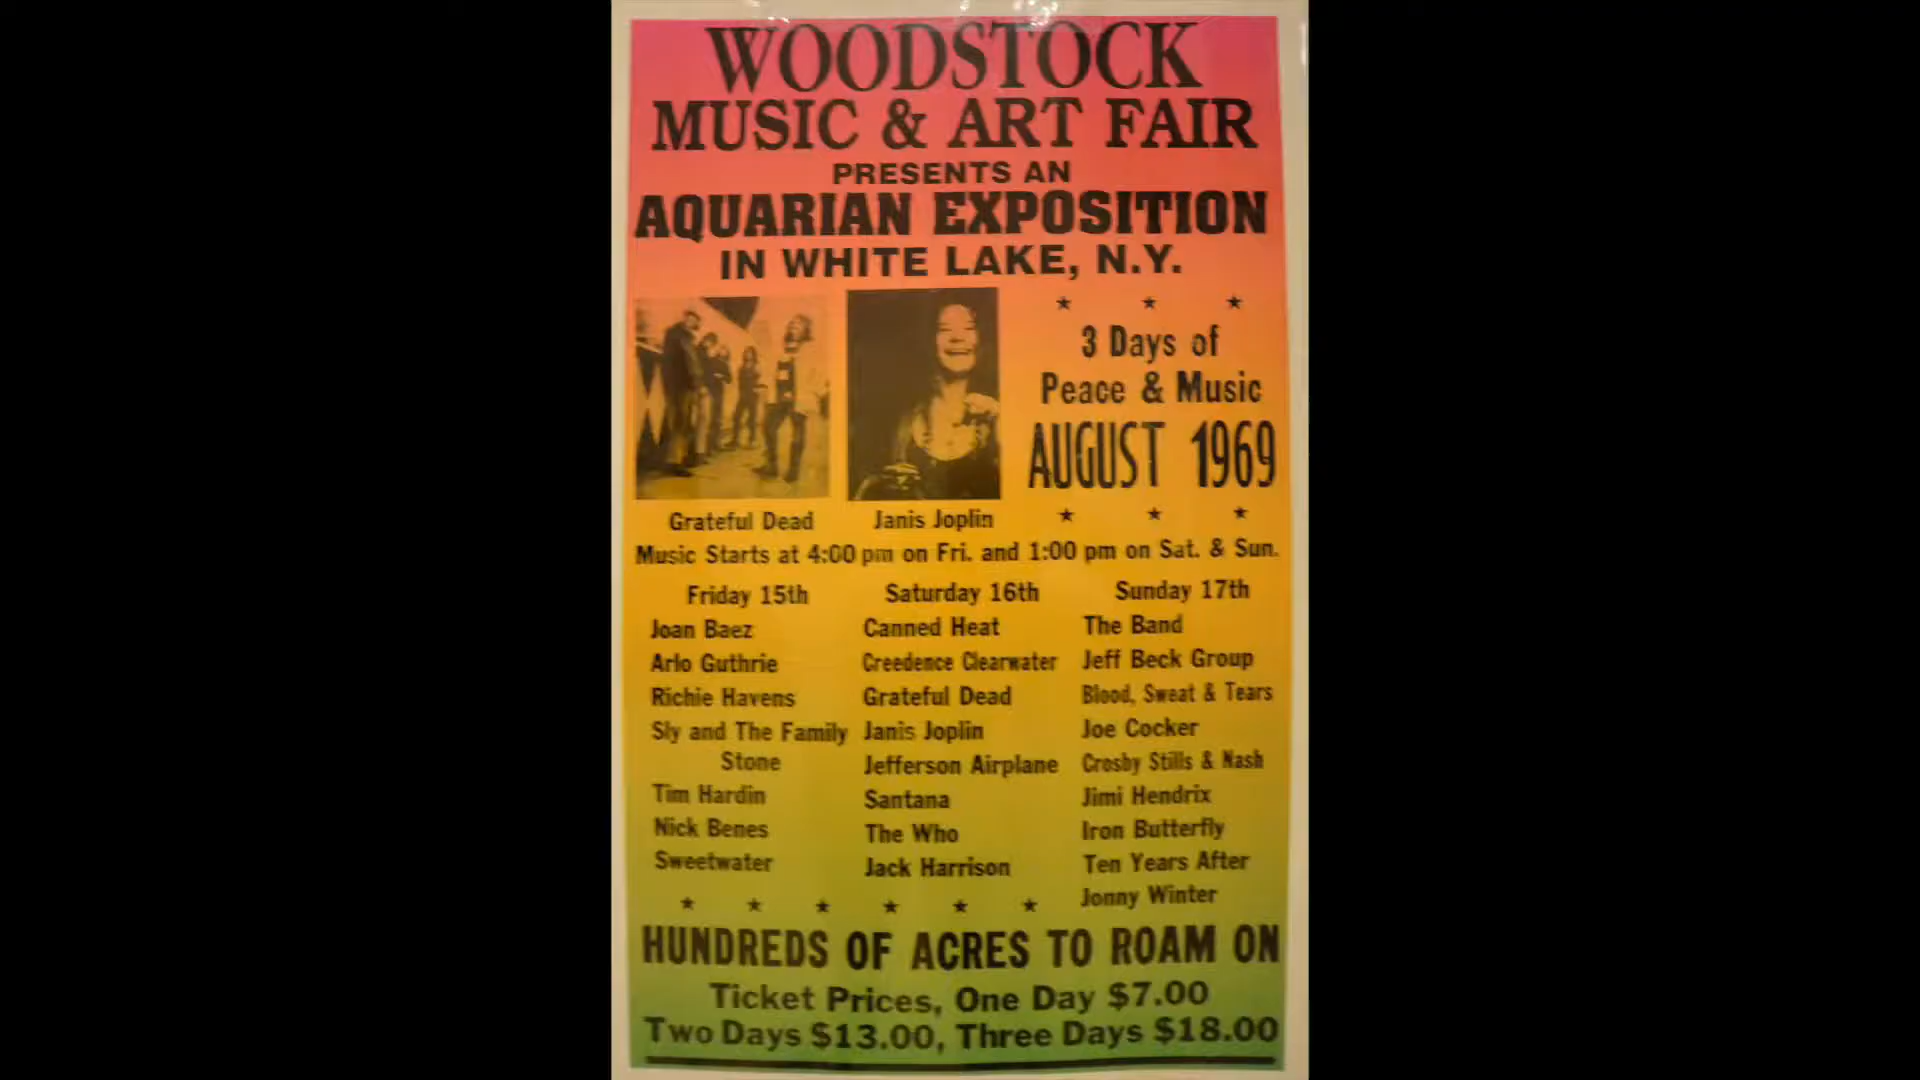 WOODSTOCK
MUSIC & ART FAIR
PRESENTS AN
AQUARIAN EXPOSITION
IN WHITE LAKE, N.Y.
3 Days of
Peace & Music
AUGUST 1969
Grateful Dead
Janis Joplin
Music Starts at 4:00 pm on Fri. and 1:00 pm on Sat. & Sun.
Friday 15th
Joan Baez
Arlo Guthrie
Richie Havens
Sly and The Family
Stone
Tim Hardin
Nick Benes
Sweetwater
Saturday 16th
Canned Heat
Creedence Clearwater
Grateful Dead
Janis Joplin
Jefferson Airplane
Santana
The Who
Jack Harrison
Sunday 17th
The Band
Jeff Beck Group
Blood, Sweat & Tears
Joe Cocker
Crosby Stills & Nash
Jimi Hendrix
Iron Butterfly
Ten Years After
Jonny Winter
HUNDREDS OF ACRES TO ROAM ON
Ticket Prices, One Day $7.00
Two Days $13.00, Three Days $18.00